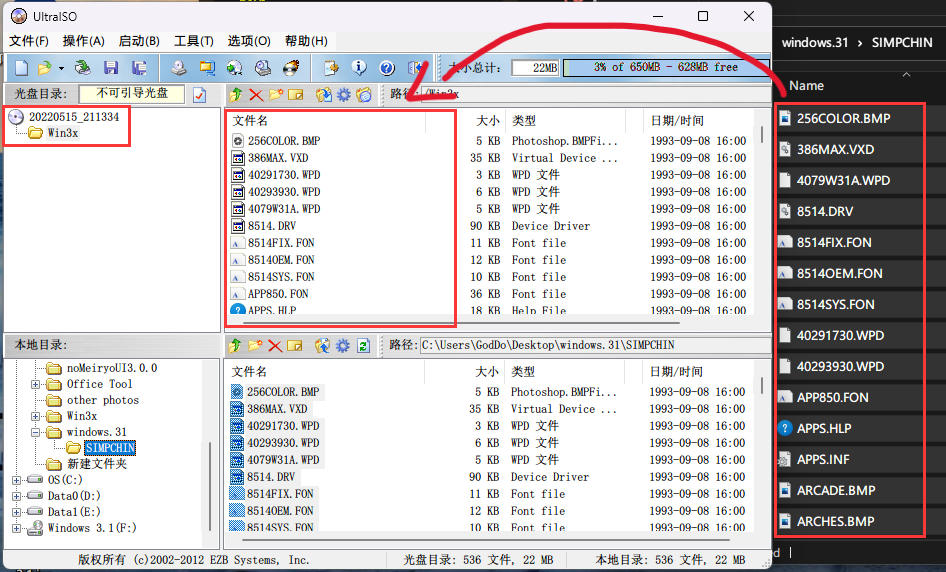 UltraISO
文件(F) 操作(A) 启动(B) 工具(T) 选项(O) 帮助(H)
大小总计: 22MB 3% of 650MB - 628MB free
光盘目录: 不可引导光盘 路径: /Win3x
20220515_211334
Win3x
文件名 大小 类型 日期/时间
256COLOR.BMP 5 KB Photoshop.BMPFi... 1993-09-08 16:00
386MAX.VXD 35 KB Virtual Device ... 1993-09-08 16:00
40291730.WPD 3 KB WPD 文件 1993-09-08 16:00
40293930.WPD 6 KB WPD 文件 1993-09-08 16:00
4079W31A.WPD 5 KB WPD 文件 1993-09-08 16:00
8514.DRV 90 KB Device Driver 1993-09-08 16:00
8514FIX.FON 11 KB Font file 1993-09-08 16:00
8514OEM.FON 12 KB Font file 1993-09-08 16:00
8514SYS.FON 10 KB Font file 1993-09-08 16:00
APP850.FON 36 KB Font file 1993-09-08 16:00
APPS.HLP 18 KB Help File 1993-09-08 16:00
本地目录: 路径: C:\Users\GodDo\Desktop\windows.31\SIMPCHIN
noMeiryoUI3.0.0
Office Tool
other photos
Win3x
windows.31
SIMPCHIN
新建文件夹
OS(C:)
Data0(D:)
Data1(E:)
Windows 3.1(F:)
文件名 大小 类型 日期/时间
256COLOR.BMP 5 KB Photoshop.BMPFi... 1993-09-08 16:00
386MAX.VXD 35 KB Virtual Device ... 1993-09-08 16:00
40291730.WPD 3 KB WPD 文件 1993-09-08 16:00
40293930.WPD 6 KB WPD 文件 1993-09-08 16:00
4079W31A.WPD 5 KB WPD 文件 1993-09-08 16:00
8514.DRV 90 KB Device Driver 1993-09-08 16:00
8514FIX.FON 11 KB Font file 1993-09-08 16:00
8514OEM.FON 12 KB Font file 1993-09-08 16:00
8514SYS.FON 10 KB Font file 1993-09-08 16:00
版权所有 (c)2002-2012 EZB Systems, Inc. 光盘目录: 536 文件, 22 MB 本地目录: 536 文件, 22 MB
windows.31 > SIMPCHIN
Name
256COLOR.BMP
386MAX.VXD
4079W31A.WPD
8514.DRV
8514FIX.FON
8514OEM.FON
8514SYS.FON
40291730.WPD
40293930.WPD
APP850.FON
APPS.HLP
APPS.INF
ARCADE.BMP
ARCHES.BMP